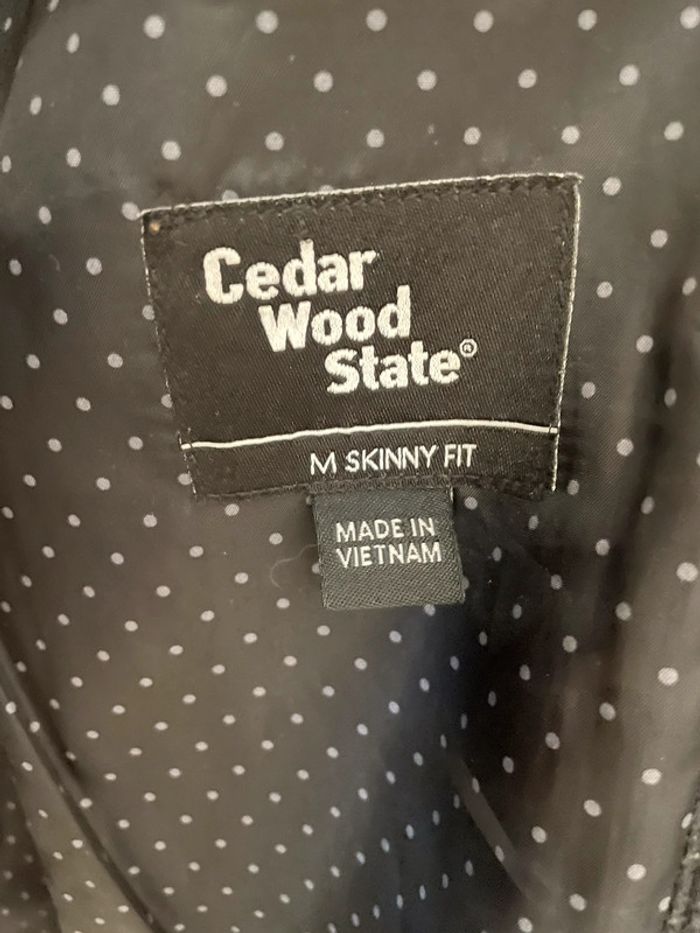 Cedar
Wood
State®
M SKINNY FIT
MADE IN
VIETNAM